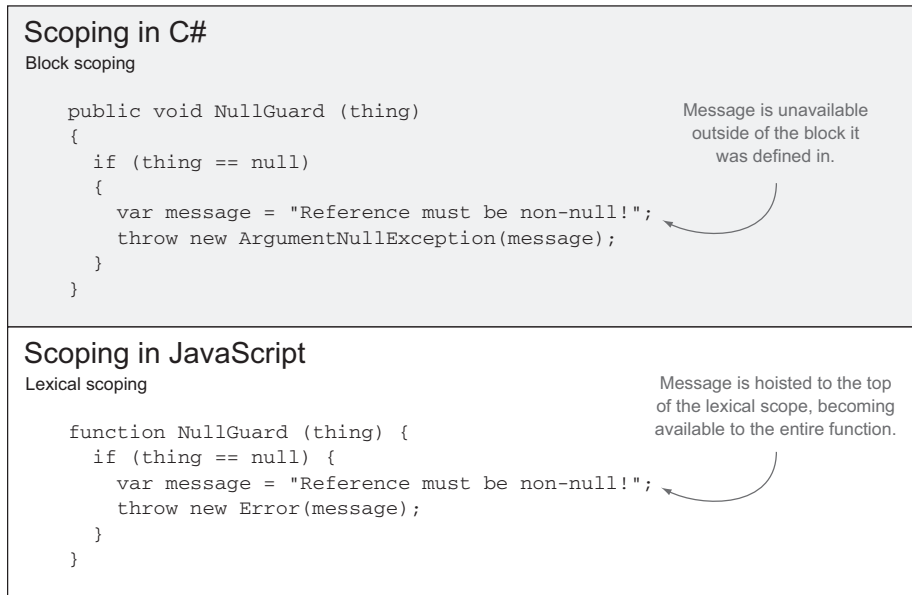 Scoping in C#
Block scoping
public void NullGuard (thing)
{
  if (thing == null)
  {
    var message = "Reference must be non-null!";
    throw new ArgumentNullException(message);
  }
}
Message is unavailable
outside of the block it
was defined in.
Scoping in JavaScript
Lexical scoping
function NullGuard (thing) {
  if (thing == null) {
    var message = "Reference must be non-null!";
    throw new Error(message);
  }
}
Message is hoisted to the top
of the lexical scope, becoming
available to the entire function.